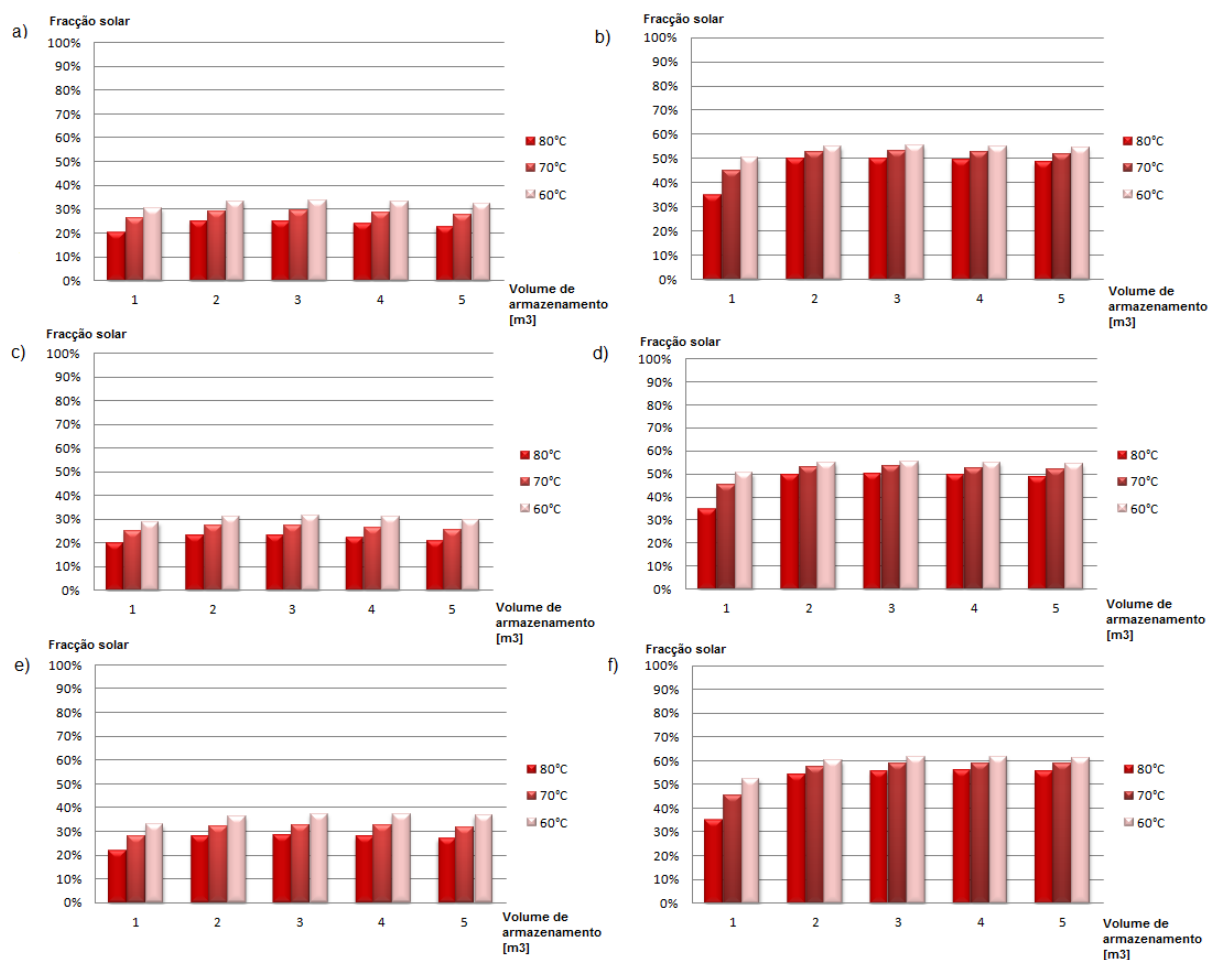 Fracção solar
a)
100%
90%
80%
70%
60%
50%
40%
30%
20%
10%
0%
1 2 3 4 5
Volume de
armazenamento
[m3]
80°C
70°C
60°C
Fracção solar
b)
100%
90%
80%
70%
60%
50%
40%
30%
20%
10%
0%
1 2 3 4 5
Volume de
armazenamento
[m3]
80°C
70°C
60°C
Fracção solar
c)
100%
90%
80%
70%
60%
50%
40%
30%
20%
10%
0%
1 2 3 4 5
Volume de
armazenamento
[m3]
80°C
70°C
60°C
Fracção solar
d)
100%
90%
80%
70%
60%
50%
40%
30%
20%
10%
0%
1 2 3 4 5
Volume de
armazenamento
[m3]
80°C
70°C
60°C
Fracção solar
e)
100%
90%
80%
70%
60%
50%
40%
30%
20%
10%
0%
1 2 3 4 5
Volume de
armazenamento
[m3]
80°C
70°C
60°C
Fracção solar
f)
100%
90%
80%
70%
60%
50%
40%
30%
20%
10%
0%
1 2 3 4 5
Volume de
armazenamento
[m3]
80°C
70°C
60°C